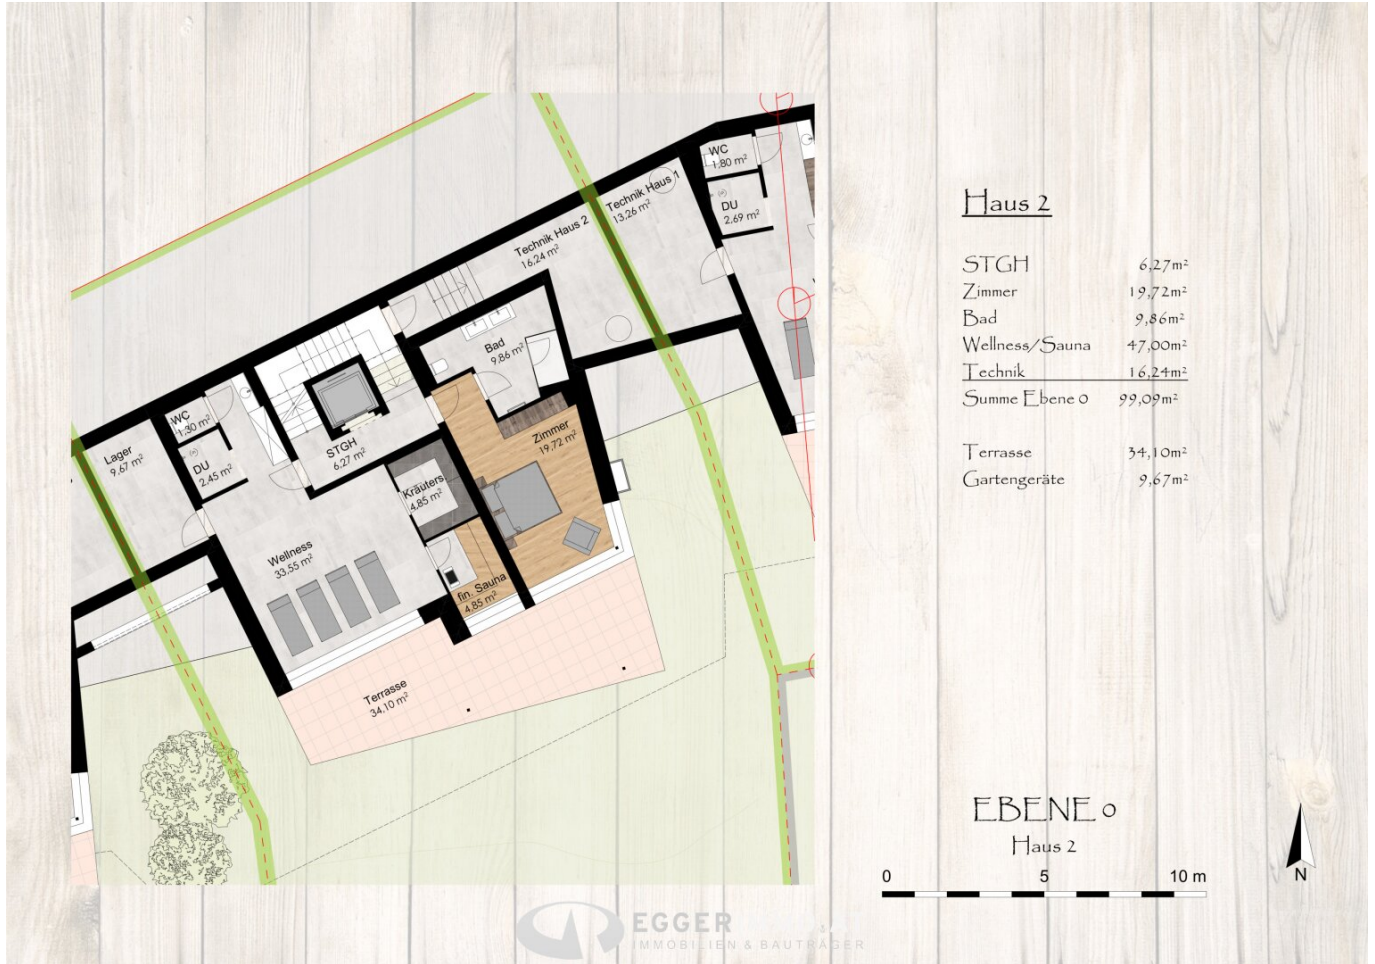 WC
1,80 m²
DU
2,69 m²
Technik Haus 1
13,26 m²
Technik Haus 2
16,24 m²
Bad
9,86 m²
Zimmer
19,72 m²
WC
1,30 m²
DU
2,45 m²
STGH
6,27 m²
Lager
9,67 m²
Kräuters
4,85 m²
Wellness
33,55 m²
fin. Sauna
4,85 m²
Terrasse
34,10 m²
Haus 2
STGH 6,27m²
Zimmer 19,72m²
Bad 9,86m²
Wellness/Sauna 47,00m²
Technik 16,24m²
Summe Ebene 0 99,09m²
Terrasse 34,10m²
Gartengeräte 9,67m²
EBENE 0
Haus 2
0 5 10 m
N
EGGER
IMMOBILIEN & BAUTRÄGER